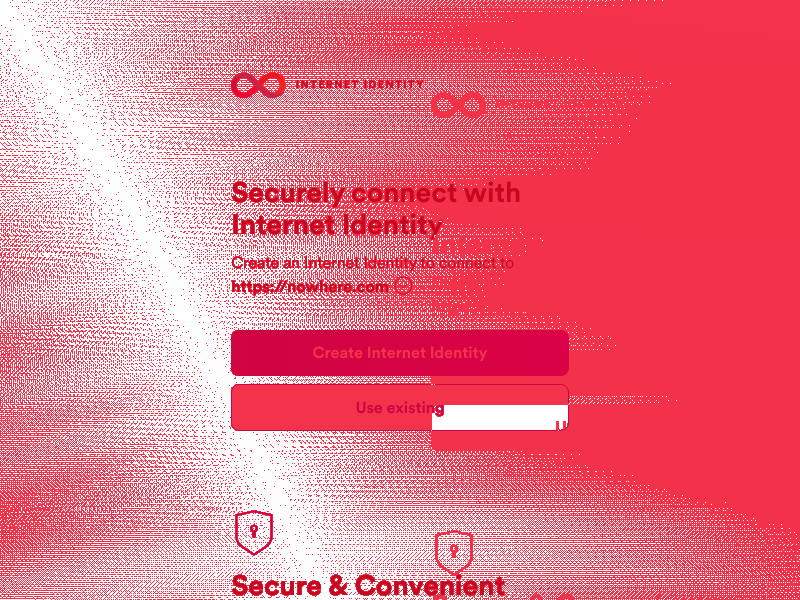 INTERNET IDENTITY
Securely connect with
Internet Identity
Create an Internet Identity to connect to
https://nowhere.com
Create Internet Identity
Use existing
Secure & Convenient